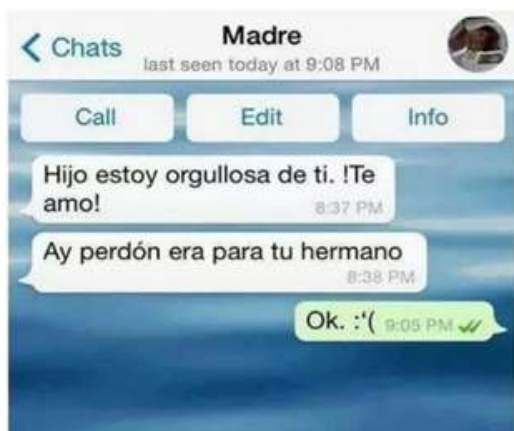 Chats
Madre
last seen today at 9:08 PM
Call
Edit
Info
Hijo estoy orgullosa de ti. !Te
amo!
8:37 PM
Ay perdón era para tu hermano
8:38 PM
Ok. :'( 9:05 PM